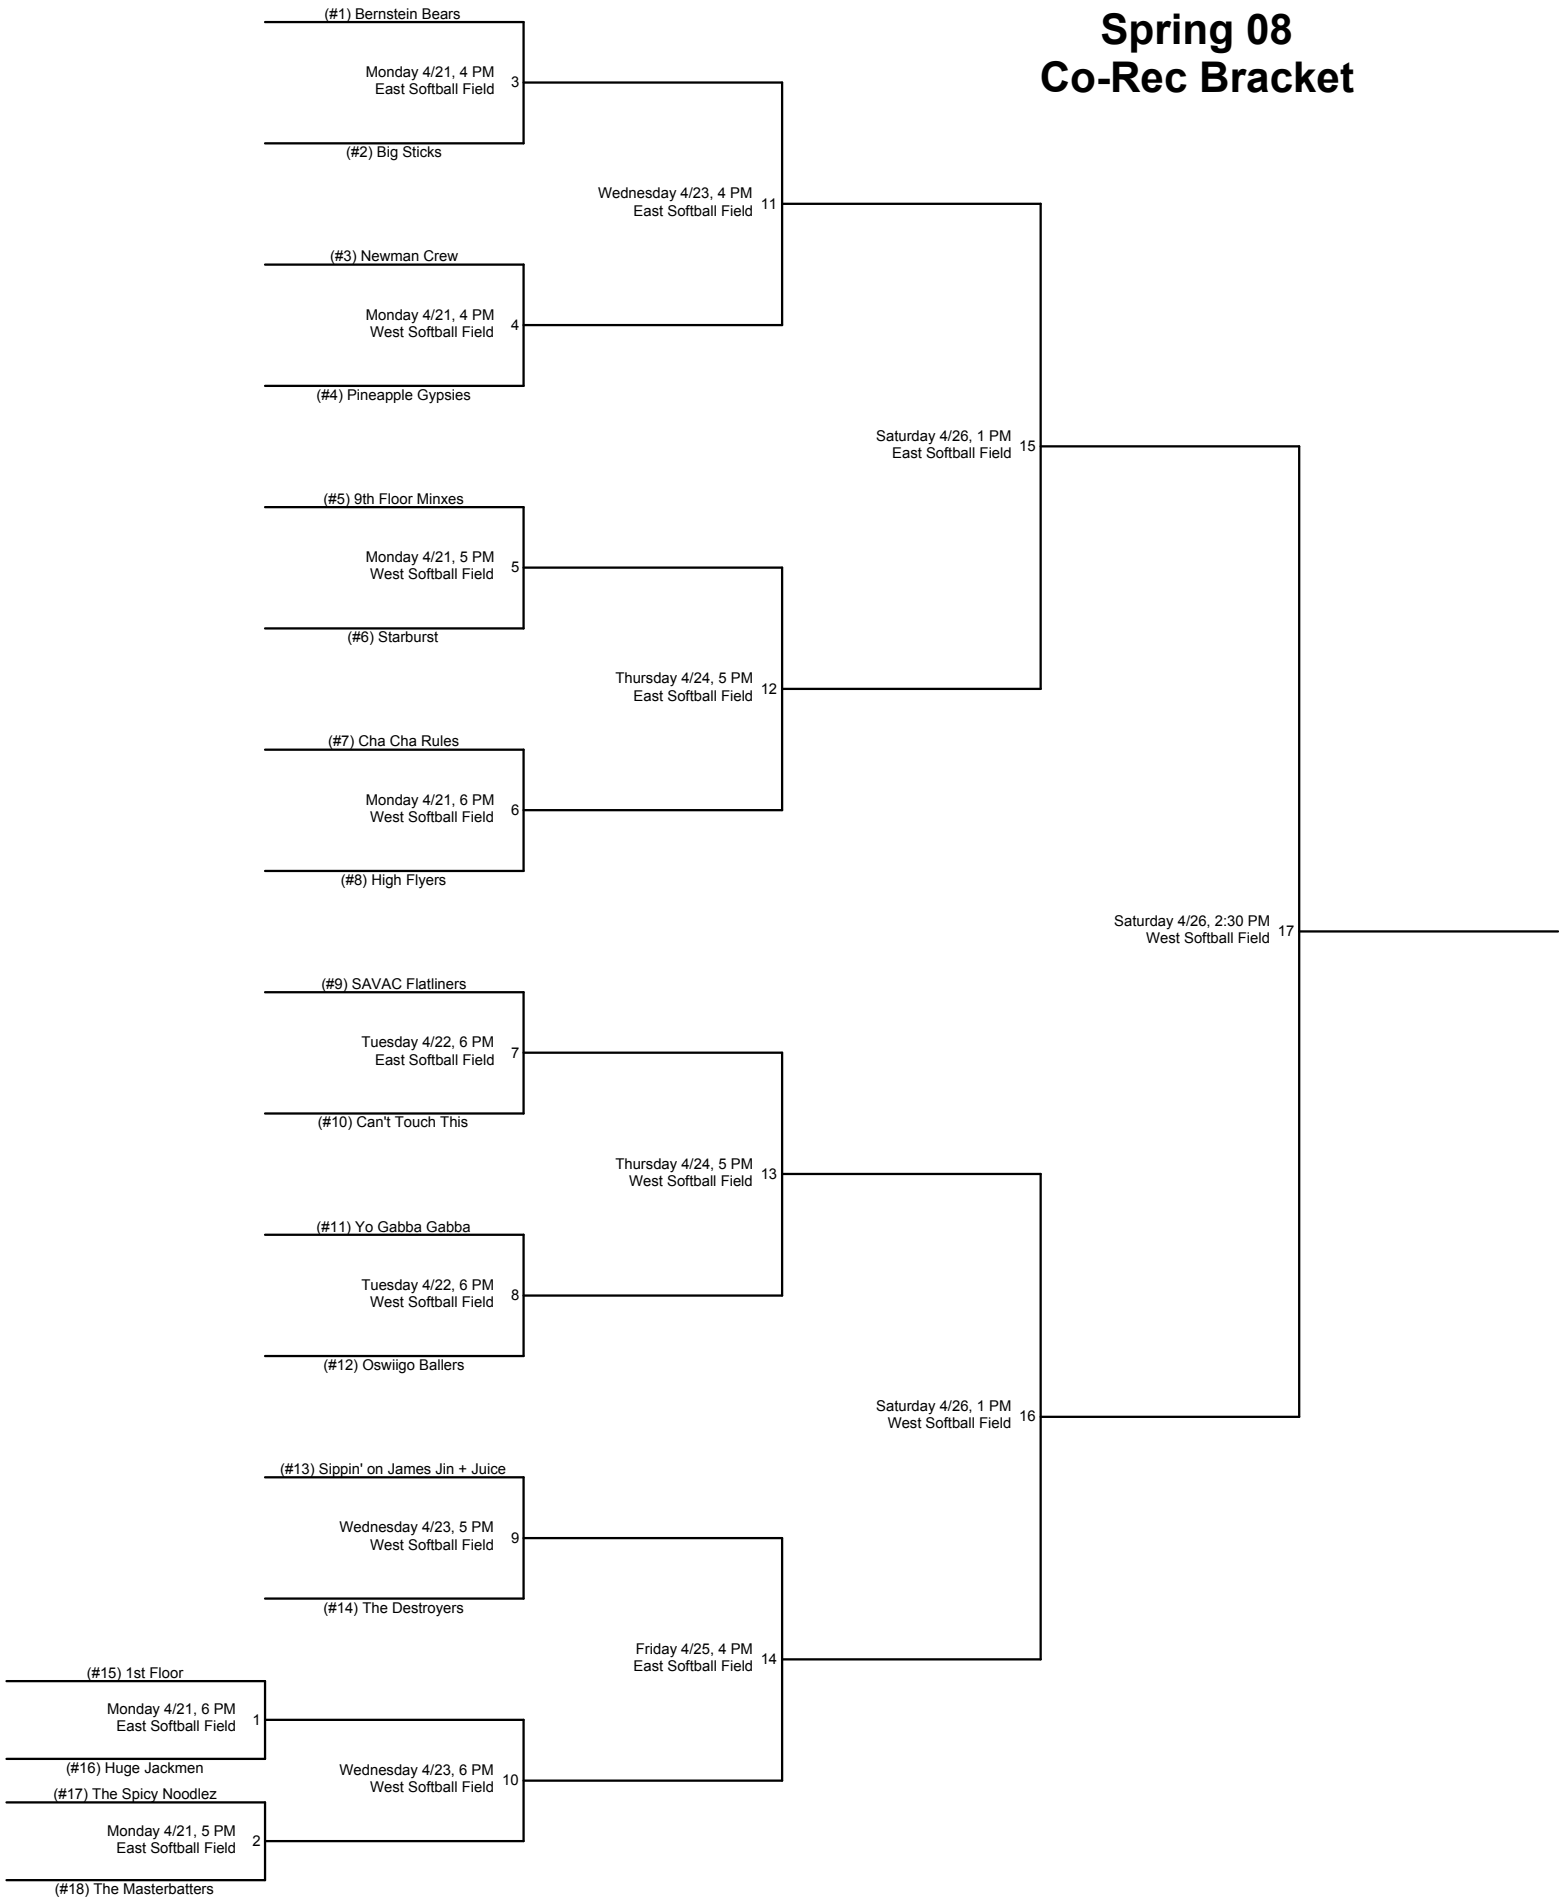 Spring 08
Co-Rec Bracket
(#1) Bernstein Bears
Monday 4/21, 4 PM
East Softball Field
3
(#2) Big Sticks
Wednesday 4/23, 4 PM
East Softball Field
11
(#3) Newman Crew
Monday 4/21, 4 PM
West Softball Field
4
(#4) Pineapple Gypsies
Saturday 4/26, 1 PM
East Softball Field
15
(#5) 9th Floor Minxes
Monday 4/21, 5 PM
West Softball Field
5
(#6) Starburst
Thursday 4/24, 5 PM
East Softball Field
12
(#7) Cha Cha Rules
Monday 4/21, 6 PM
West Softball Field
6
(#8) High Flyers
Saturday 4/26, 2:30 PM
West Softball Field
17
(#9) SAVAC Flatliners
Tuesday 4/22, 6 PM
East Softball Field
7
(#10) Can't Touch This
Thursday 4/24, 5 PM
West Softball Field
13
(#11) Yo Gabba Gabba
Tuesday 4/22, 6 PM
West Softball Field
8
(#12) Oswiigo Ballers
Saturday 4/26, 1 PM
West Softball Field
16
(#13) Sippin' on James Jin + Juice
Wednesday 4/23, 5 PM
West Softball Field
9
(#14) The Destroyers
Friday 4/25, 4 PM
East Softball Field
14
(#15) 1st Floor
Monday 4/21, 6 PM
East Softball Field
1
(#16) Huge Jackmen
Wednesday 4/23, 6 PM
West Softball Field
10
(#17) The Spicy Noodlez
Monday 4/21, 5 PM
East Softball Field
2
(#18) The Masterbatters